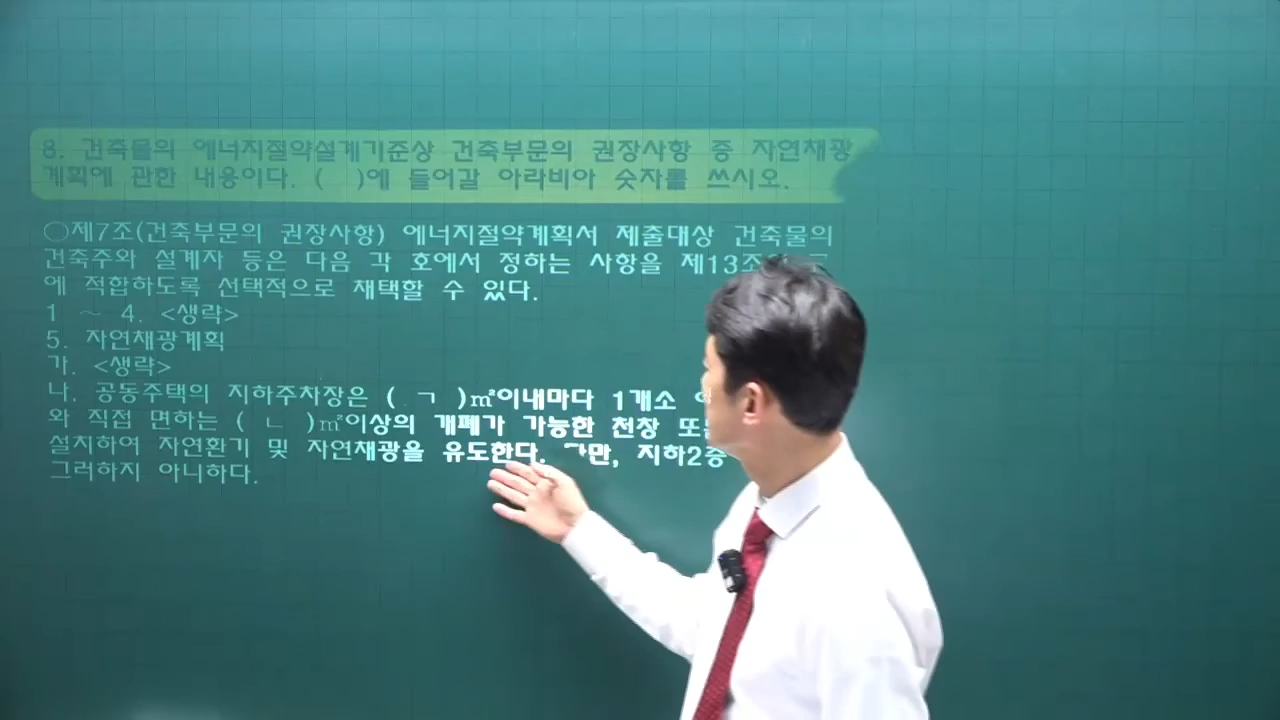 8. 건축물의 에너지절약설계기준상 건축부문의 권장사항 중 자연채광
계획에 관한 내용이다. (    )에 들어갈 아라비아 숫자를 쓰시오.
○제7조(건축부문의 권장사항) 에너지절약계획서 제출대상 건축물의
건축주와 설계자 등은 다음 각 호에서 정하는 사항을 제13조
에 적합하도록 선택적으로 채택할 수 있다.
1 ~ 4. <생략>
5. 자연채광계획
가. <생략>
나. 공동주택의 지하주차장은 ( ㄱ )㎡이내마다 1개소
와 직접 면하는 ( ㄴ )㎡이상의 개폐가 가능한 천창
설치하여 자연환기 및 자연채광을 유도한다. 지하2층
그러하지 아니하다.